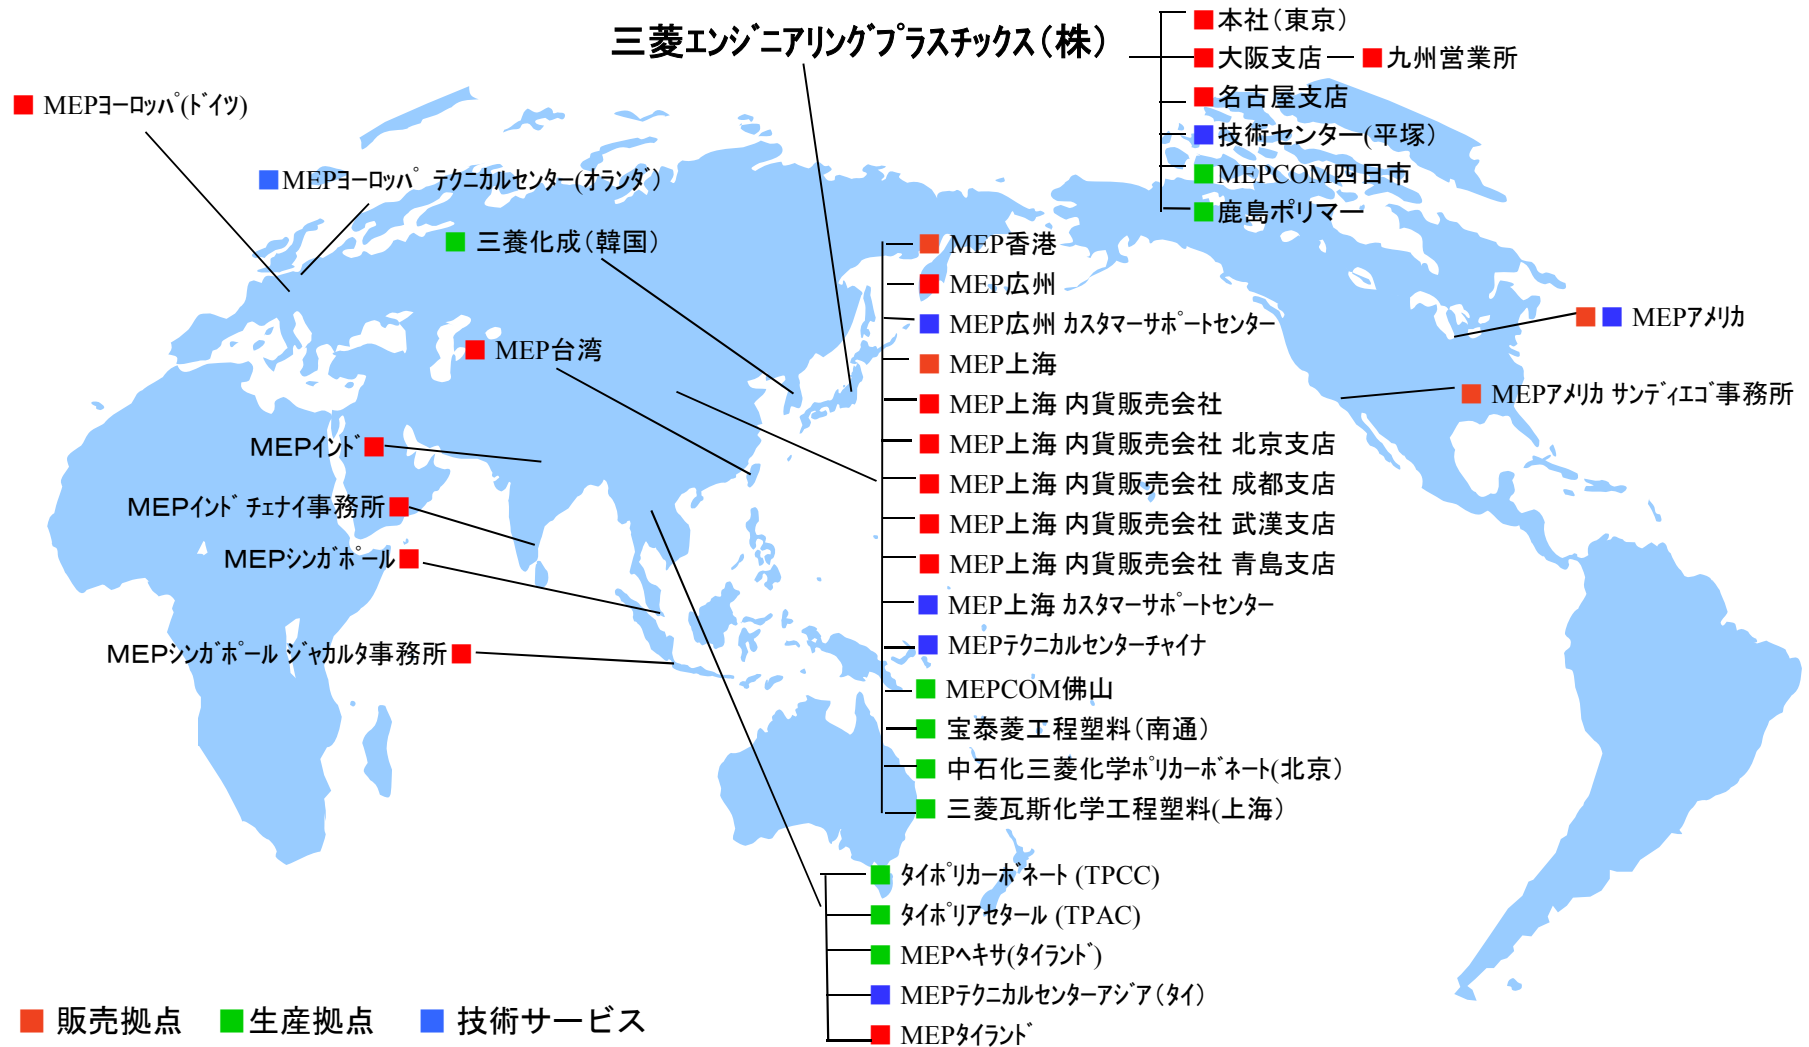 三菱エンジニアリングプラスチックス（株）
本社（東京）
大阪支店
九州営業所
名古屋支店
技術センター(平塚）
MEPCOM四日市
鹿島ポリマー
MEPﾖｰﾛｯﾊﾟ(ﾄﾞｲﾂ)
MEPﾖｰﾛｯﾊﾟ ﾃｸﾆｶﾙｾﾝﾀｰ(ｵﾗﾝﾀﾞ）
三養化成（韓国）
MEP台湾
MEPｲﾝﾄﾞ
MEPｲﾝﾄﾞ ﾁｪﾅｲ事務所
MEPｼﾝｶﾞﾎﾟｰﾙ
MEPｼﾝｶﾞﾎﾟｰﾙ ｼﾞｬｶﾙﾀ事務所
MEP香港
MEP広州
MEP広州 ｶｽﾀﾏｰｻﾎﾟｰﾄｾﾝﾀｰ
MEP上海
MEP上海 内貨販売会社
MEP上海 内貨販売会社 北京支店
MEP上海 内貨販売会社 成都支店
MEP上海 内貨販売会社 武漢支店
MEP上海 内貨販売会社 青島支店
MEP上海 ｶｽﾀﾏｰｻﾎﾟｰﾄｾﾝﾀｰ
MEPﾃｸﾆｶﾙｾﾝﾀｰﾁｬｲﾅ
MEPCOM佛山
宝泰菱工程塑料（南通）
中石化三菱化学ﾎﾟﾘｶｰﾎﾞﾈｰﾄ(北京）
三菱瓦斯化学工程塑料(上海）
MEPｱﾒﾘｶ
MEPｱﾒﾘｶ ｻﾝﾃﾞｨｴｺﾞ事務所
ﾀｲﾎﾟﾘｶｰﾎﾞﾈｰﾄ (TPCC)
ﾀｲﾎﾟﾘｱｾﾀｰﾙ (TPAC)
MEPﾍｷｻ(ﾀｲﾗﾝﾄﾞ)
MEPﾃｸﾆｶﾙｾﾝﾀｰｱｼﾞｱ（ﾀｲ）
MEPﾀｲﾗﾝﾄﾞ
販売拠点
生産拠点
技術サービス